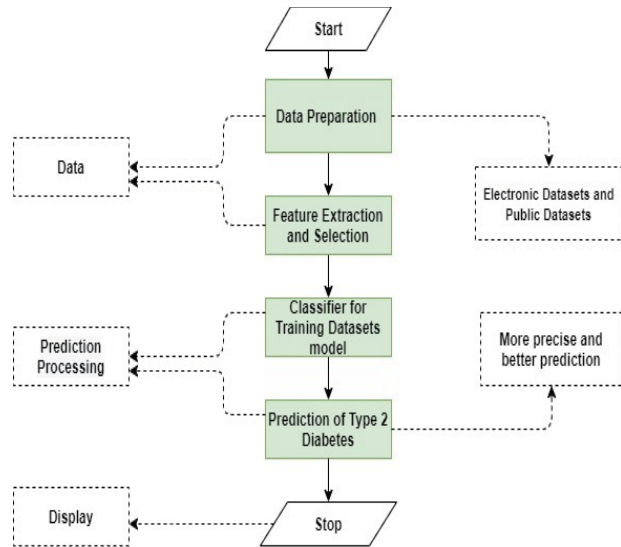 Start
Data Preparation
Data
Electronic Datasets and
Public Datasets
Feature Extraction
and Selection
Classifier for
Training Datasets
model
Prediction
Processing
More precise and
better prediction
Prediction of Type 2
Diabetes
Display
Stop